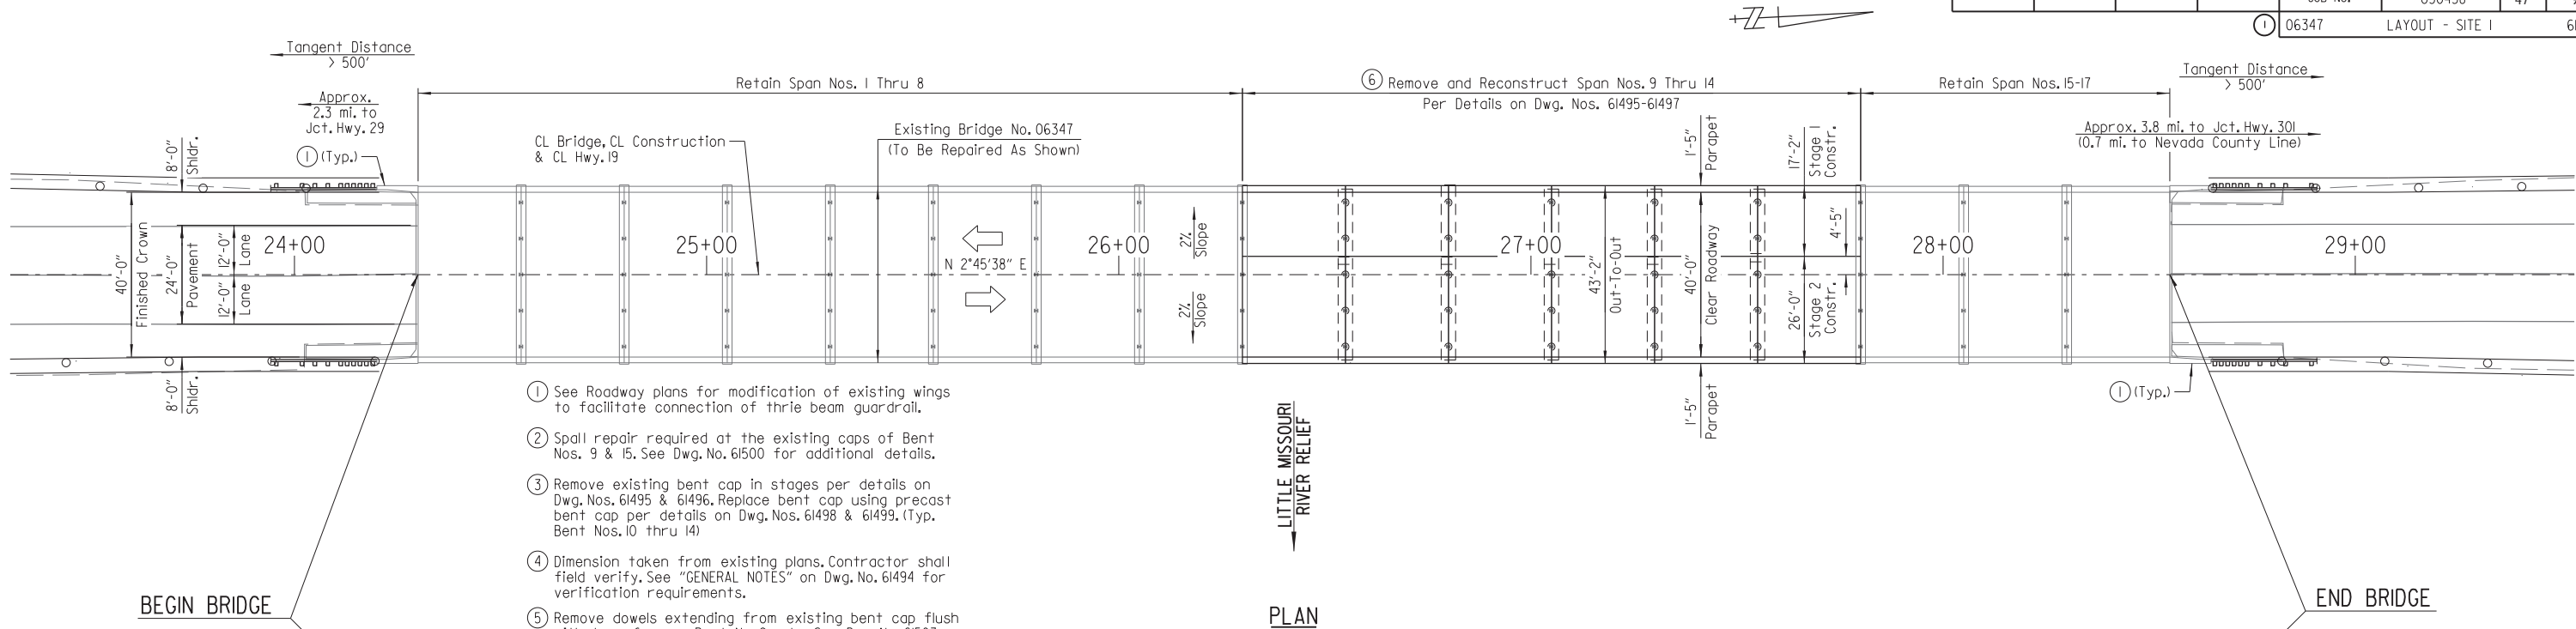 JOB NO.
47
① 06347 LAYOUT - SITE 1
Tangent Distance
> 500'
Approx.
2.3 mi. to
Jct. Hwy. 29
① (Typ.)
8'-0"
Shldr.
Retain Span Nos. 1 Thru 8
⑥ Remove and Reconstruct Span Nos. 9 Thru 14
Per Details on Dwg. Nos. 61495-61497
Retain Span Nos. 15-17
Tangent Distance
> 500'
Approx. 3.8 mi. to Jct. Hwy. 301
(0.7 mi. to Nevada County Line)
CL Bridge, CL Construction
& CL Hwy. 19
Existing Bridge No. 06347
(To Be Repaired As Shown)
1'-5"
Parapet
17'-2"
Stage 1
Constr.
40'-0"
Finished Crown
24'-0"
Pavement
12'-0"
Lane
12'-0"
Lane
24+00
25+00
26+00
27+00
28+00
29+00
N 2°45'38" E
2%
Slope
2%
Slope
43'-2"
Out-To-Out
40'-0"
Clear Roadway
4'-5"
26'-0"
Stage 2
Constr.
8'-0"
Shldr.
1'-5"
Parapet
① (Typ.)
① See Roadway plans for modification of existing wings
to facilitate connection of thrie beam guardrail.
② Spall repair required at the existing caps of Bent
Nos. 9 & 15. See Dwg. No. 61500 for additional details.
③ Remove existing bent cap in stages per details on
Dwg. Nos. 61495 & 61496. Replace bent cap using precast
bent cap per details on Dwg. Nos. 61498 & 61499. (Typ.
Bent Nos. 10 thru 14)
④ Dimension taken from existing plans. Contractor shall
field verify. See "GENERAL NOTES" on Dwg. No. 61494 for
verification requirements.
⑤ Remove dowels extending from existing bent cap flush
LITTLE MISSOURI
RIVER RELIEF
BEGIN BRIDGE
PLAN
END BRIDGE